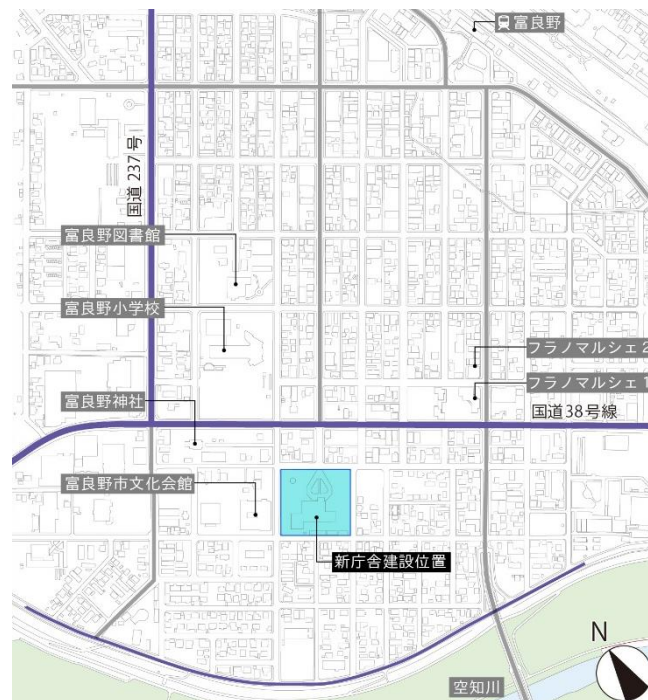 富良野
国道 237 号
富良野図書館
富良野小学校
フラノマルシェ 2
フラノマルシェ 1
富良野神社
国道38号線
富良野市文化会館
新庁舎建設位置
N
空知川